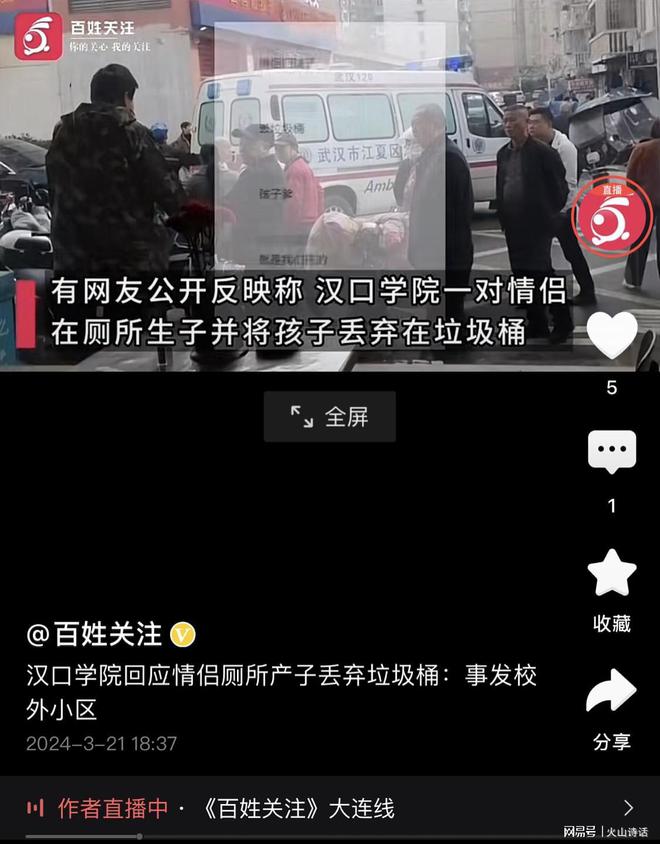 百姓关注
你的关心 我的关注
武汉120
武汉市江夏区
垃圾桶
孩子爹
直播
有网友公开反映称 汉口学院一对情侣
在厕所生子并将孩子丢弃在垃圾桶
5
全屏
1
收藏
@百姓关注
汉口学院回应情侣厕所产子丢弃垃圾桶：事发校
外小区
2024-3-21 18:37
分享
作者直播中 · 《百姓关注》大连线
网易号 | 火山诗话